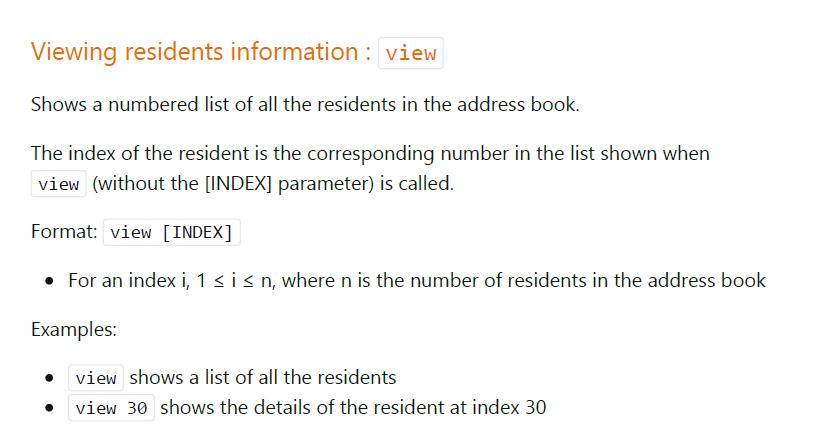 Viewing residents information : view
Shows a numbered list of all the residents in the address book.
The index of the resident is the corresponding number in the list shown when
view (without the [INDEX] parameter) is called.
Format: view [INDEX]
• For an index i, 1 ≤ i ≤ n, where n is the number of residents in the address book
Examples:
• view shows a list of all the residents
• view 30 shows the details of the resident at index 30